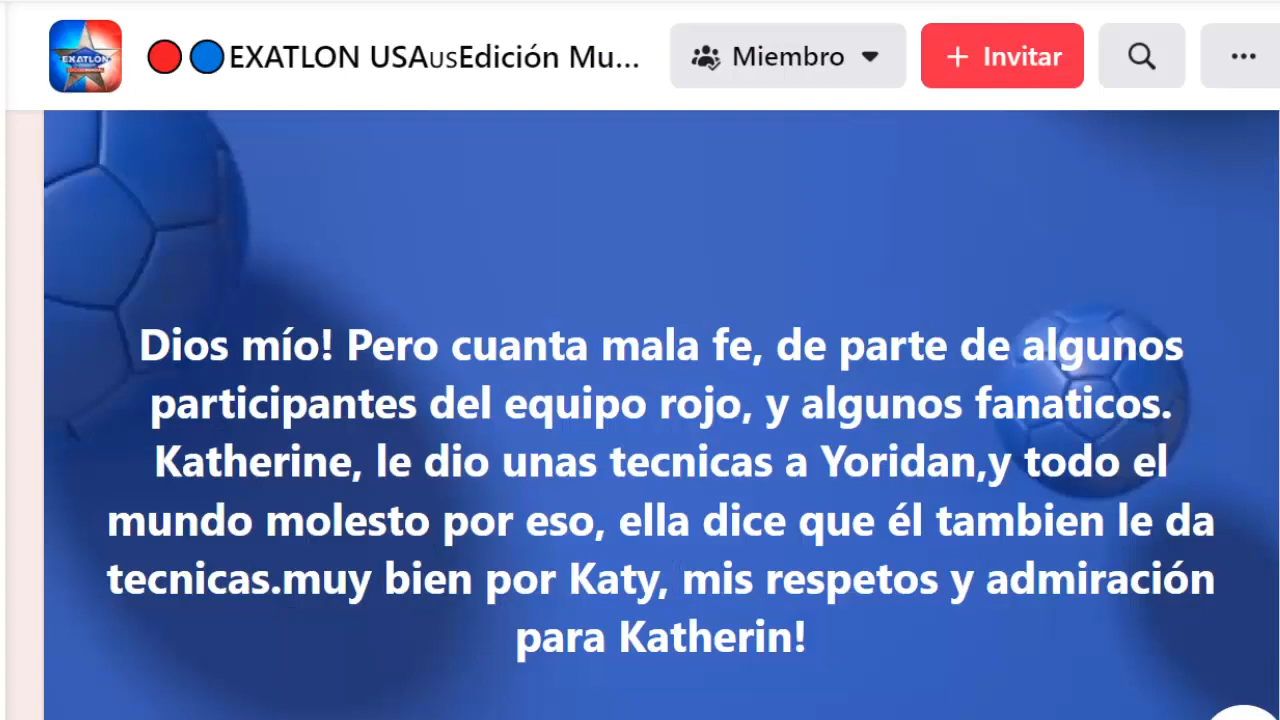 EXATLON
EXATLON USAusEdición Mu...
Miembro
+ Invitar
Dios mío! Pero cuanta mala fe, de parte de algunos
participantes del equipo rojo, y algunos fanaticos.
Katherine, le dio unas tecnicas a Yoridan,y todo el
mundo molesto por eso, ella dice que él tambien le da
tecnicas.muy bien por Katy, mis respetos y admiración
para Katherin!